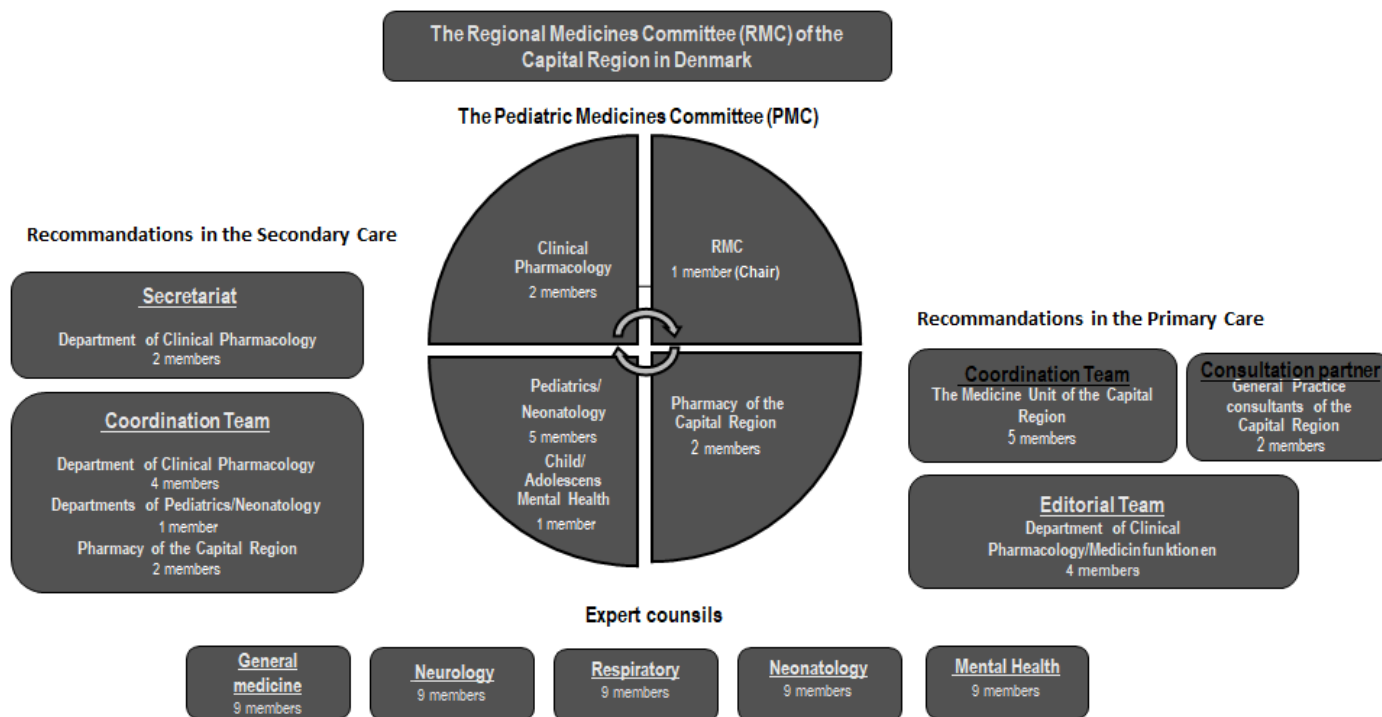 The Regional Medicines Committee (RMC) of the
Capital Region in Denmark
The Pediatric Medicines Committee (PMC)
Clinical
Pharmacology
2 members
RMC
1 member (Chair)
Pediatrics/
Neonatology
5 members
Child/
Adolescens
Mental Health
1 member
Pharmacy of the
Capital Region
2 members
Recommandations in the Secondary Care
Secretariat
Department of Clinical Pharmacology
2 members
Coordination Team
Department of Clinical Pharmacology
4 members
Departments of Pediatrics/Neonatology
1 member
Pharmacy of the Capital Region
2 members
Recommandations in the Primary Care
Coordination Team
The Medicine Unit of the Capital
Region
5 members
Consultation partner
General Practice
consultants of the
Capital Region
2 members
Editorial Team
Department of Clinical
Pharmacology/Medicinfunktionen
4 members
Expert counsils
General
medicine
9 members
Neurology
9 members
Respiratory
9 members
Neonatology
9 members
Mental Health
9 members